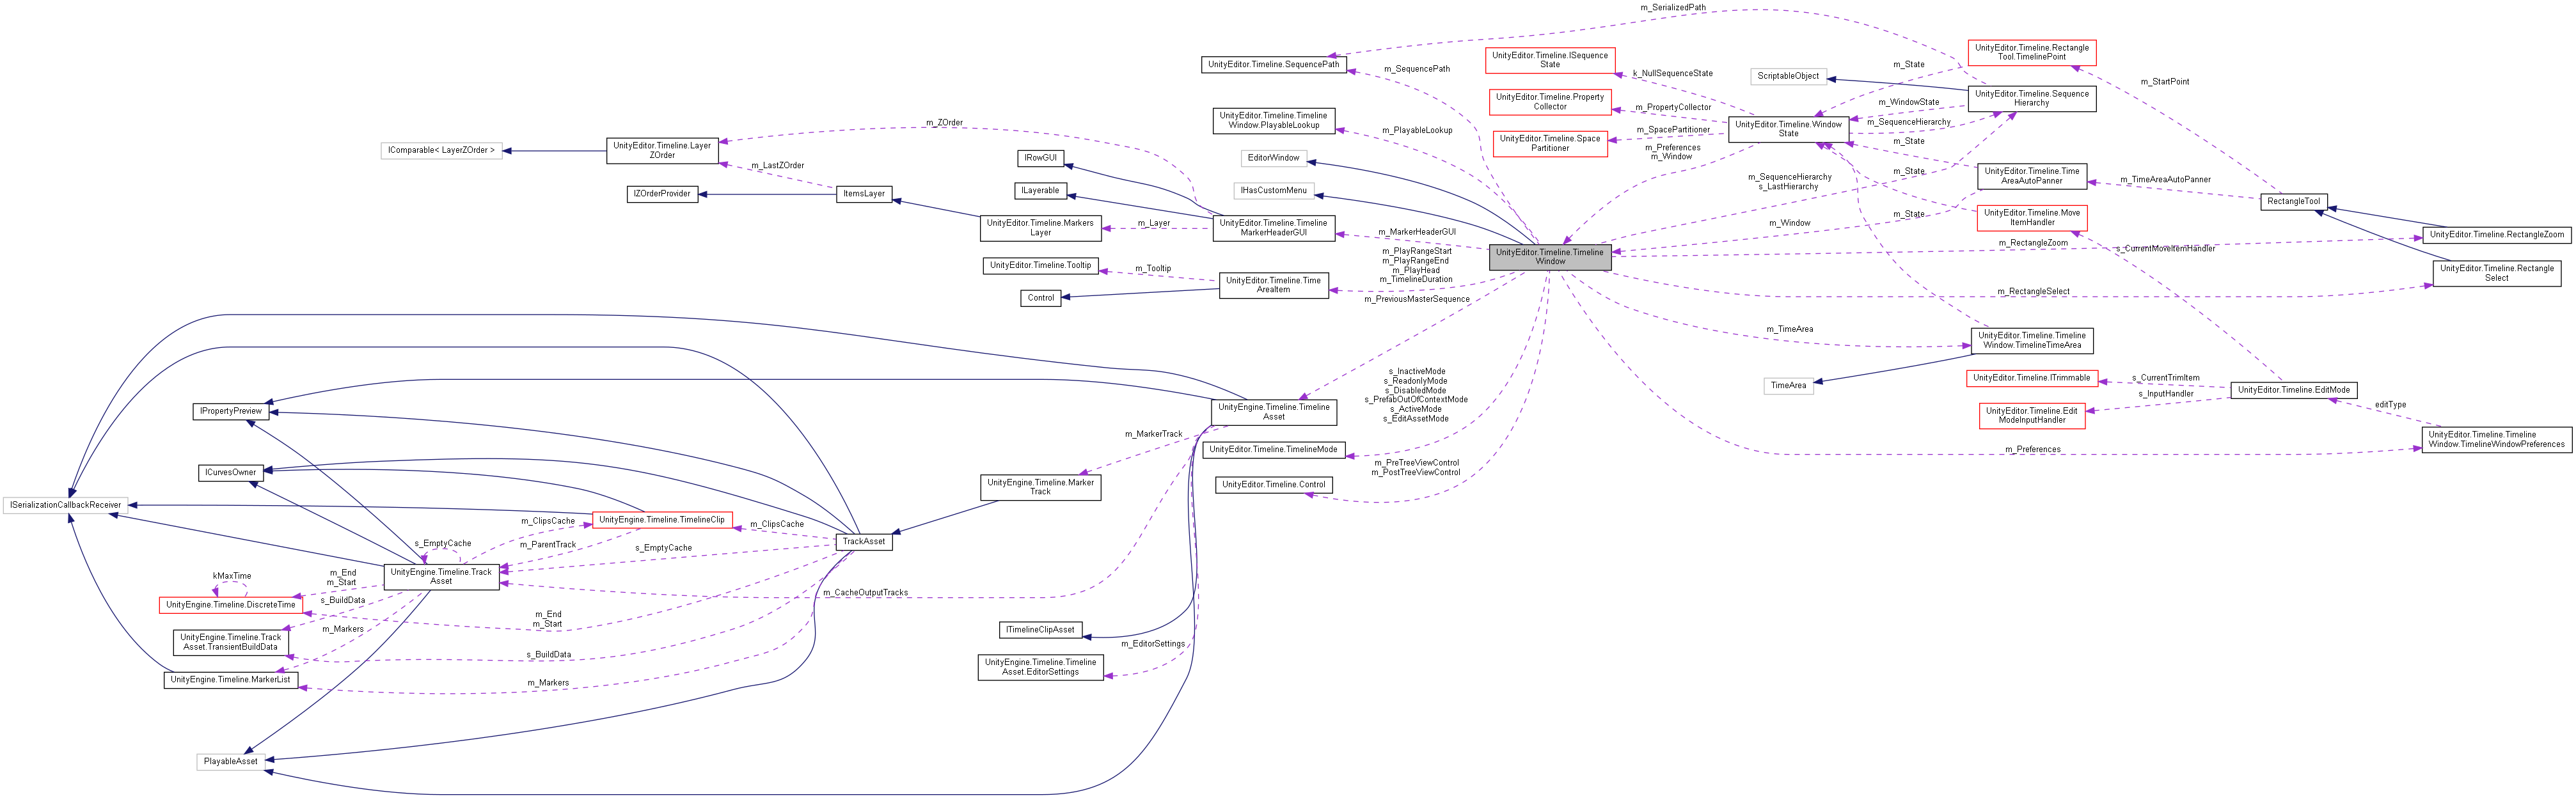 m_SerializedPath
UnityEditor.Timeline.SequencePath
m_SequencePath
UnityEditor.Timeline.ISequence
State
k_NullSequenceState
UnityEditor.Timeline.Property
Collector
m_PropertyCollector
UnityEditor.Timeline.Space
Partitioner
m_SpacePartitioner
ScriptableObject
UnityEditor.Timeline.Rectangle
Tool.TimelinePoint
m_State
m_StartPoint
UnityEditor.Timeline.Sequence
Hierarchy
m_WindowState
m_SequenceHierarchy
UnityEditor.Timeline.Window
State
m_State
UnityEditor.Timeline.Timeline
Window.PlayableLookup
m_PlayableLookup
m_Preferences
m_Window
EditorWindow
IHasCustomMenu
m_SequenceHierarchy
s_LastHierarchy
UnityEditor.Timeline.Time
AreaAutoPanner
m_TimeAreaAutoPanner
m_State
RectangleTool
UnityEditor.Timeline.Move
ItemHandler
m_State
m_Window
m_RectangleZoom
s_CurrentMoveItemHandler
UnityEditor.Timeline.RectangleZoom
UnityEditor.Timeline.Rectangle
Select
m_RectangleSelect
m_ZOrder
IComparable< LayerZOrder >
UnityEditor.Timeline.Layer
ZOrder
m_LastZOrder
IRowGUI
ILayerable
IZOrderProvider
ItemsLayer
UnityEditor.Timeline.Markers
Layer
m_Layer
UnityEditor.Timeline.Timeline
MarkerHeaderGUI
m_MarkerHeaderGUI
UnityEditor.Timeline.Timeline
Window
m_PlayRangeStart
m_PlayRangeEnd
m_PlayHead
m_TimelineDuration
UnityEditor.Timeline.Tooltip
m_Tooltip
UnityEditor.Timeline.Time
AreaItem
Control
m_PreviousMasterSequence
m_TimeArea
UnityEditor.Timeline.Timeline
Window.TimelineTimeArea
TimeArea
UnityEditor.Timeline.ITrimmable
s_CurrentTrimItem
s_InputHandler
UnityEditor.Timeline.EditMode
UnityEditor.Timeline.Edit
ModeInputHandler
editType
UnityEditor.Timeline.Timeline
Window.TimelineWindowPreferences
m_Preferences
s_InactiveMode
s_ReadonlyMode
s_DisabledMode
s_PrefabOutOfContextMode
s_ActiveMode
s_EditAssetMode
UnityEngine.Timeline.Timeline
Asset
UnityEditor.Timeline.TimelineMode
m_PreTreeViewControl
m_PostTreeViewControl
UnityEditor.Timeline.Control
m_MarkerTrack
UnityEngine.Timeline.Marker
Track
IPropertyPreview
ICurvesOwner
ISerializationCallbackReceiver
UnityEngine.Timeline.TimelineClip
m_ClipsCache
m_ClipsCache
m_ParentTrack
TrackAsset
s_EmptyCache
s_EmptyCache
UnityEngine.Timeline.Track
Asset
kMaxTime
m_End
m_Start
UnityEngine.Timeline.DiscreteTime
s_BuildData
m_CacheOutputTracks
m_End
m_Start
m_Markers
UnityEngine.Timeline.Track
Asset.TransientBuildData
ITimelineClipAsset
s_BuildData
m_EditorSettings
UnityEngine.Timeline.Timeline
Asset.EditorSettings
UnityEngine.Timeline.MarkerList
m_Markers
PlayableAsset